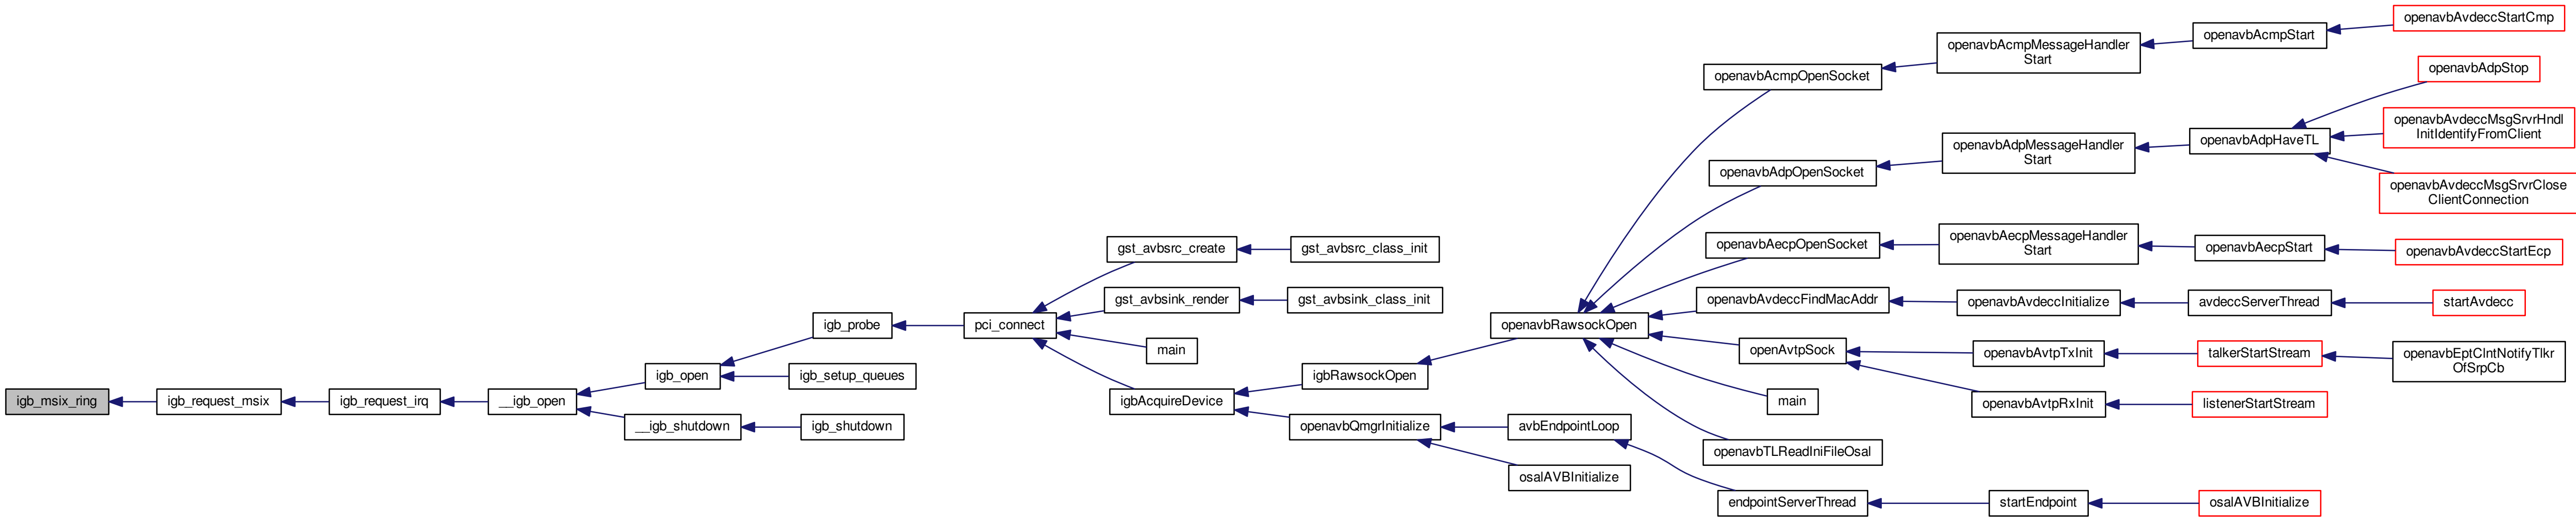 igb_msix_ring
igb_request_msix
igb_request_irq
__igb_open
igb_open
__igb_shutdown
igb_probe
igb_setup_queues
igb_shutdown
pci_connect
gst_avbsrc_create
gst_avbsink_render
main
igbAcquireDevice
gst_avbsrc_class_init
gst_avbsink_class_init
igbRawsockOpen
openavbQmgrInitialize
openavbRawsockOpen
avbEndpointLoop
osalAVBInitialize
openavbAcmpOpenSocket
openavbAdpOpenSocket
openavbAecpOpenSocket
openavbAvdeccFindMacAddr
openAvtpSock
main
openavbTLReadIniFileOsal
endpointServerThread
openavbAcmpMessageHandler
Start
openavbAdpMessageHandler
Start
openavbAecpMessageHandler
Start
openavbAvdeccInitialize
openavbAvtpTxInit
openavbAvtpRxInit
startEndpoint
openavbAcmpStart
openavbAdpHaveTL
openavbAecpStart
avdeccServerThread
talkerStartStream
listenerStartStream
osalAVBInitialize
openavbAvdeccStartCmp
openavbAdpStop
openavbAvdeccMsgSrvrHndl
InitIdentifyFromClient
openavbAvdeccMsgSrvrClose
ClientConnection
openavbAvdeccStartEcp
startAvdecc
openavbEptClntNotifyTlkr
OfSrpCb